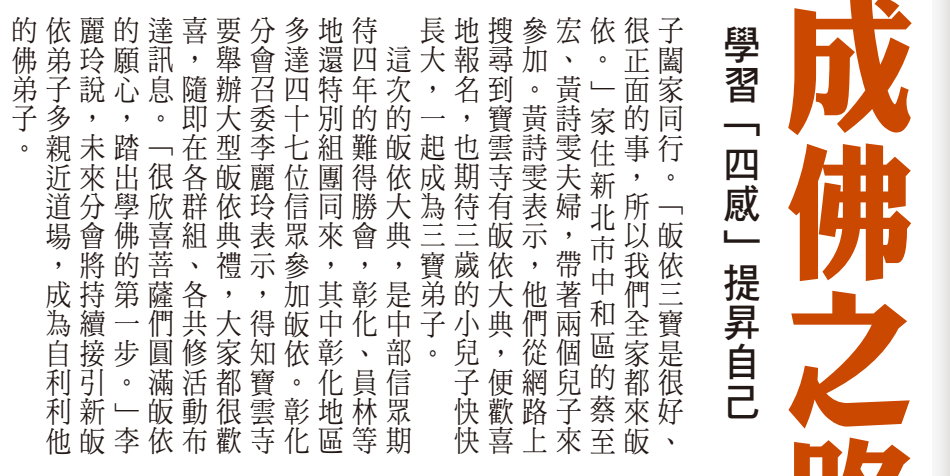 成佛之路
學習「四感」提昇自己
子闔家同行。「皈依三寶是很好、
很正面的事，所以我們全家都來皈
依。」家住新北市中和區的蔡至
宏、黃詩雯夫婦，帶著兩個兒子來
參加。黃詩雯表示，他們從網路上
搜尋到寶雲寺有皈依大典，便歡喜
地報名，也期待三歲的小兒子快快
長大，一起成為三寶弟子。
這次的皈依大典，是中部信眾期
待四年的難得勝會，彰化、員林等
地還特別組團同來，其中彰化地區
多達四十七位信眾參加皈依。彰化
分會召委李麗玲表示，得知寶雲寺
要舉辦大型皈依典禮，大家都很歡
喜，隨即在各群組、各共修活動布
達訊息。「很欣喜菩薩們圓滿皈依
的願心，踏出學佛的第一步。」李
麗玲說，未來分會將持續接引新皈
依弟子多親近道場，成為自利利他
的佛弟子。